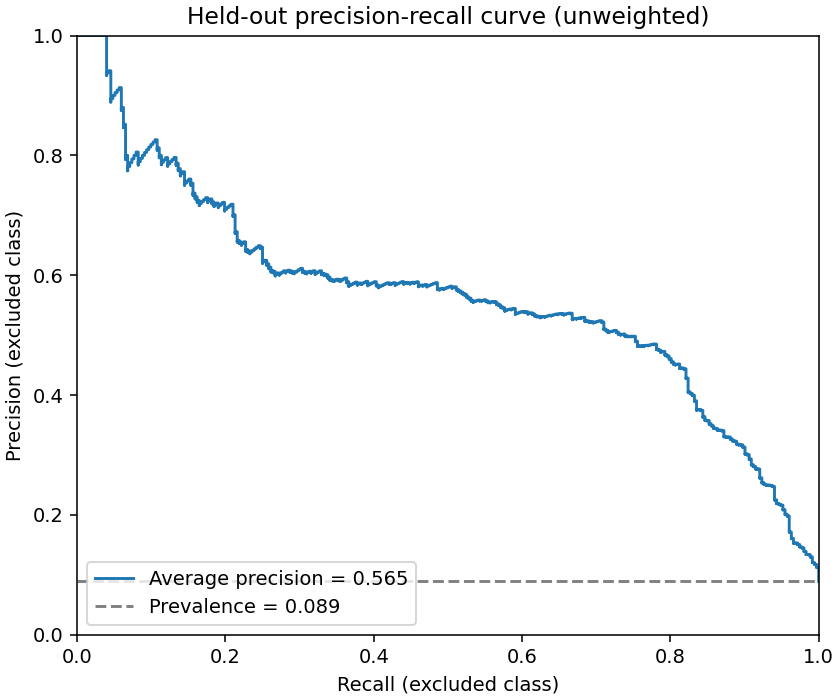 Held-out precision-recall curve (unweighted)
1.0
0.8
0.6
0.4
0.2
0.0
Precision (excluded class)
Average precision = 0.565
Prevalence = 0.089
0.0 0.2 0.4 0.6 0.8 1.0
Recall (excluded class)